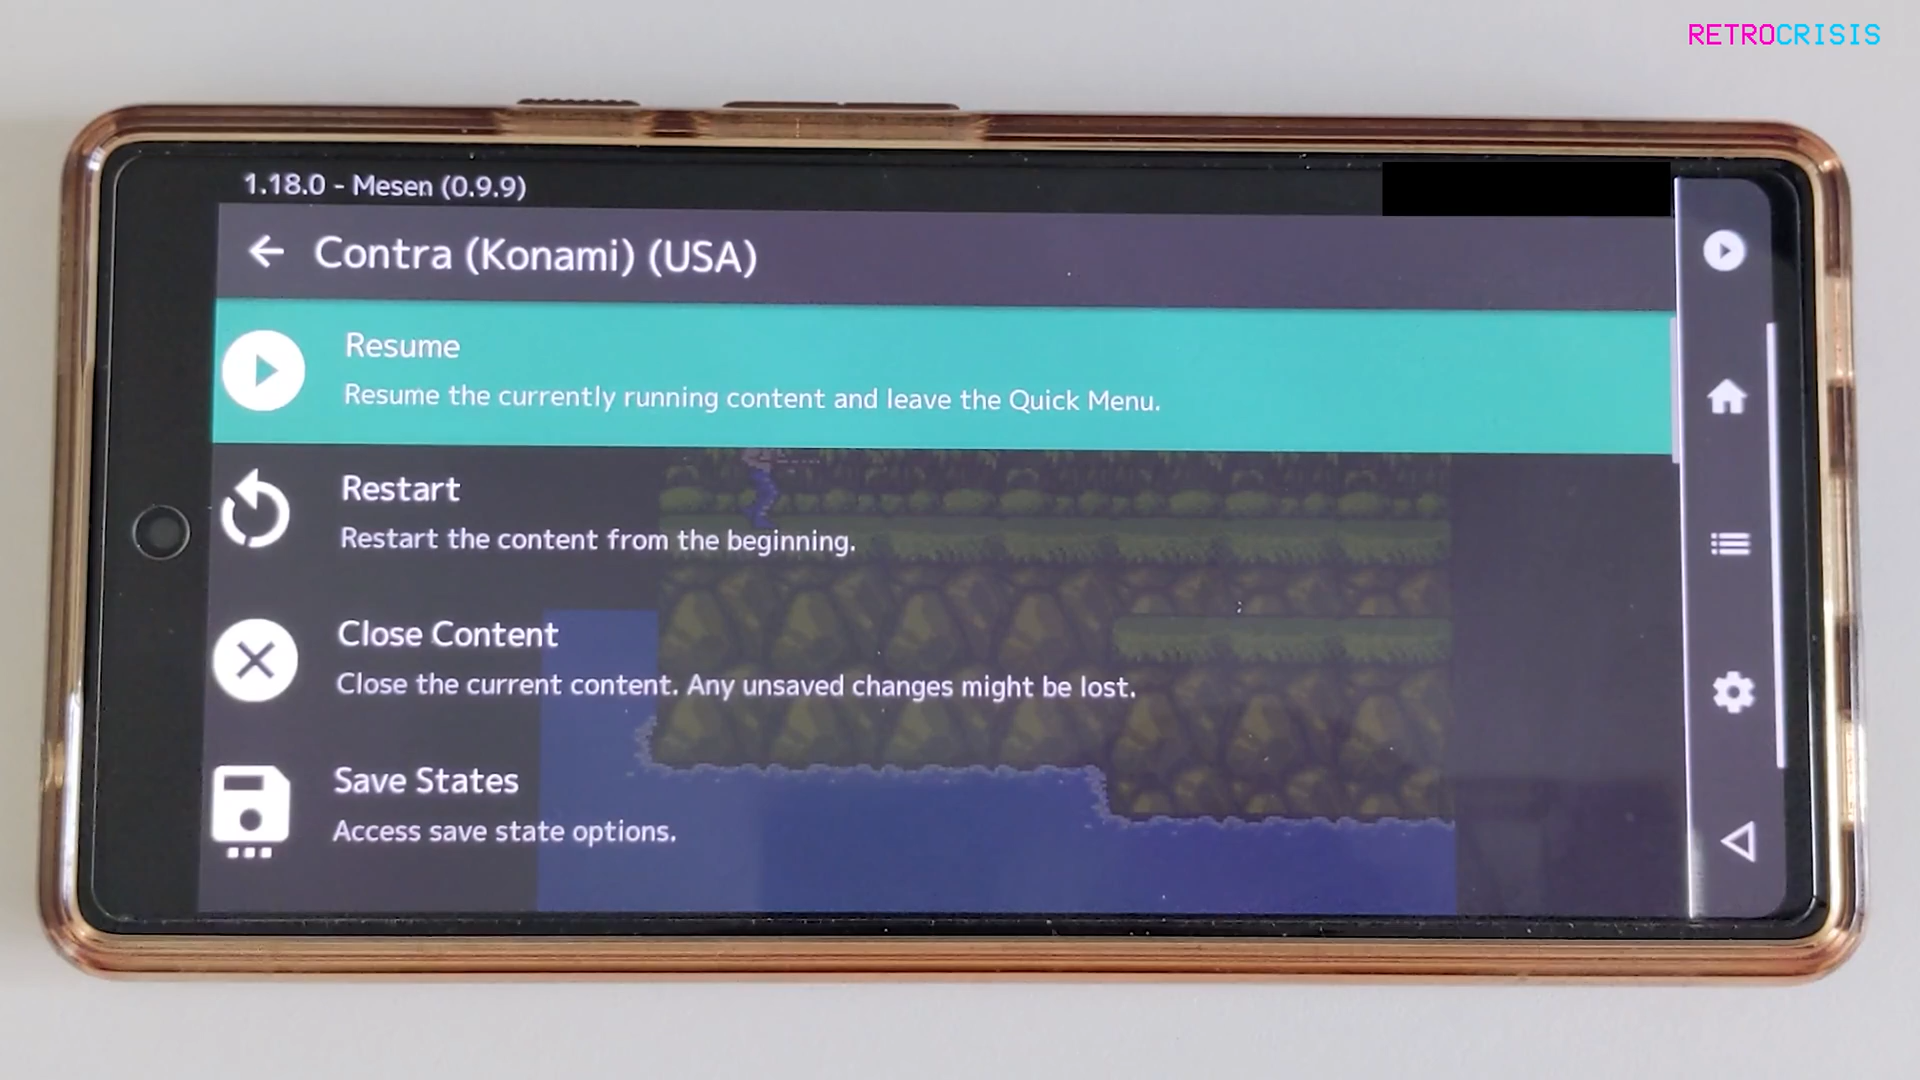 RETROCRISIS
1.18.0 - Mesen (0.9.9)
Contra (Konami) (USA)
Resume
Resume the currently running content and leave the Quick Menu.
Restart
Restart the content from the beginning.
Close Content
Close the current content. Any unsaved changes might be lost.
Save States
Access save state options.